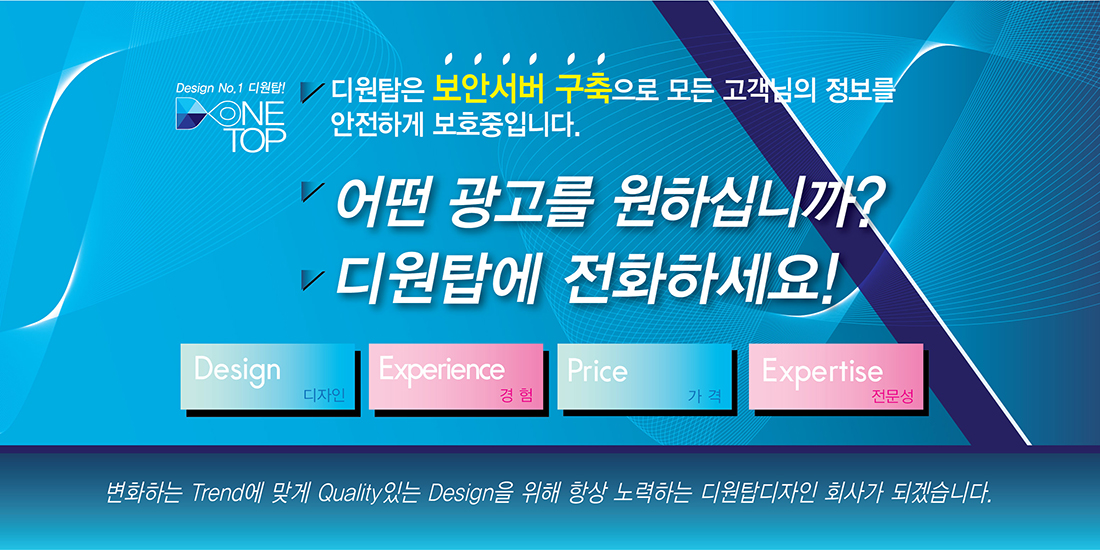 Design No.1 디원탑!
D ONE
TOP
디원탑은 보안서버 구축으로 모든 고객님의 정보를
안전하게 보호중입니다.
어떤 광고를 원하십니까?
디원탑에 전화하세요!
Design
디자인
Experience
경 험
Price
가 격
Expertise
전문성
변화하는 Trend에 맞게 Quality있는 Design을 위해 항상 노력하는 디원탑디자인 회사가 되겠습니다.